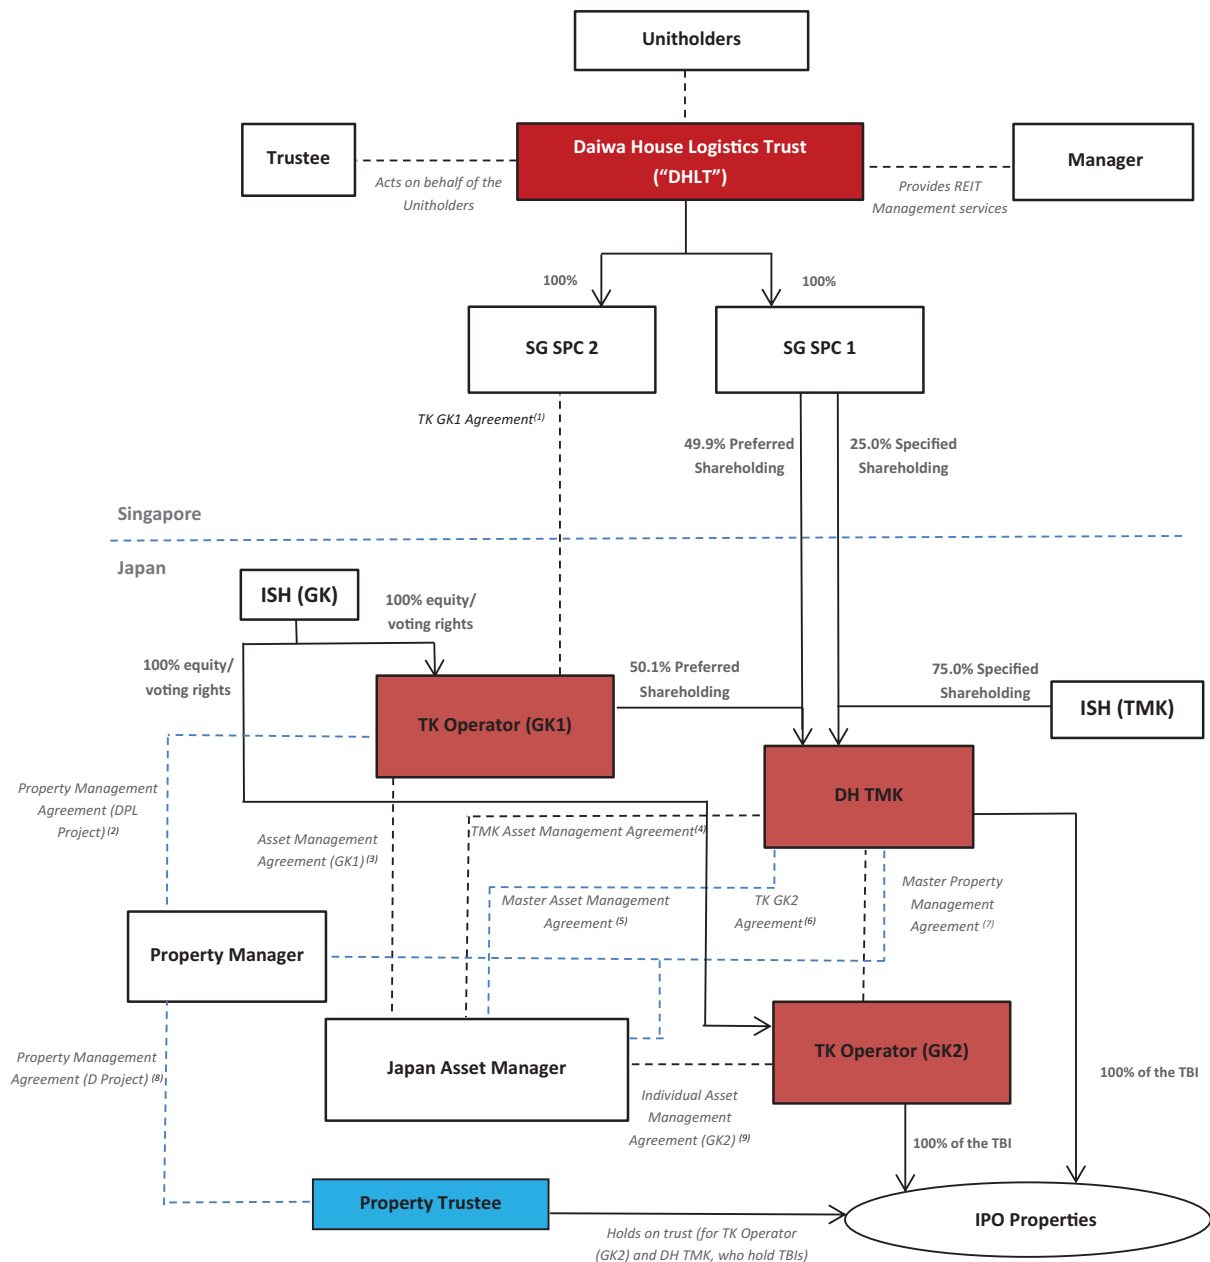 Unitholders
Daiwa House Logistics Trust
(“DHLT”)
Trustee
Manager
Acts on behalf of the
Unitholders
Provides REIT
Management services
100%
100%
SG SPC 2
SG SPC 1
TK GK1 Agreement(1)
49.9% Preferred
Shareholding
25.0% Specified
Shareholding
Singapore
Japan
ISH (GK)
100% equity/
voting rights
100% equity/
voting rights
50.1% Preferred
Shareholding
75.0% Specified
Shareholding
TK Operator (GK1)
ISH (TMK)
DH TMK
Property Management
Agreement (DPL
Project) (2)
Asset Management
Agreement (GK1) (3)
TMK Asset Management Agreement(4)
Master Asset Management
Agreement (5)
TK GK2
Agreement(6)
Master Property
Management
Agreement (7)
Property Manager
Japan Asset Manager
TK Operator (GK2)
Property Management
Agreement (D Project) (8)
Individual Asset
Management
Agreement (GK2) (9)
100% of the TBI
100% of the TBI
Property Trustee
IPO Properties
Holds on trust (for TK Operator
(GK2) and DH TMK, who hold TBIs)